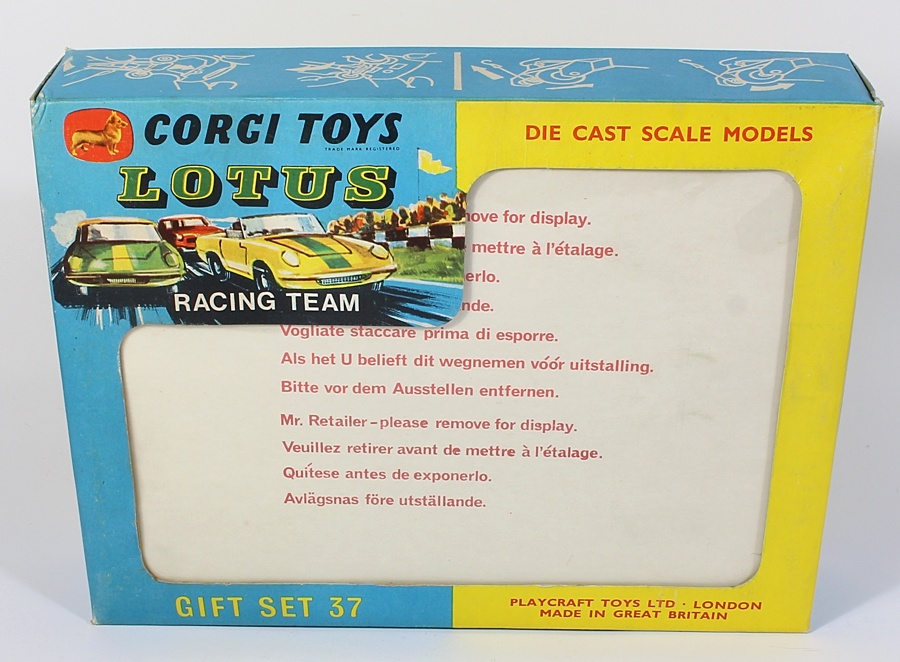 CORGI TOYS
TRADE MARK REGISTERED
LOTUS
RACING TEAM
DIE CAST SCALE MODELS
for display.
mettre à l'étalage.
Vogliate staccare prima di esporre.
Als het U belieft dit wegnemen vóór uitstalling.
Bitte vor dem Ausstellen entfernen.
Mr. Retailer - please remove for display.
Veuillez retirer avant de mettre à l'étalage.
Quítese antes de exponerlo.
Avlägsnas före utställande.
GIFT SET 37
PLAYCRAFT TOYS LTD · LONDON
MADE IN GREAT BRITAIN